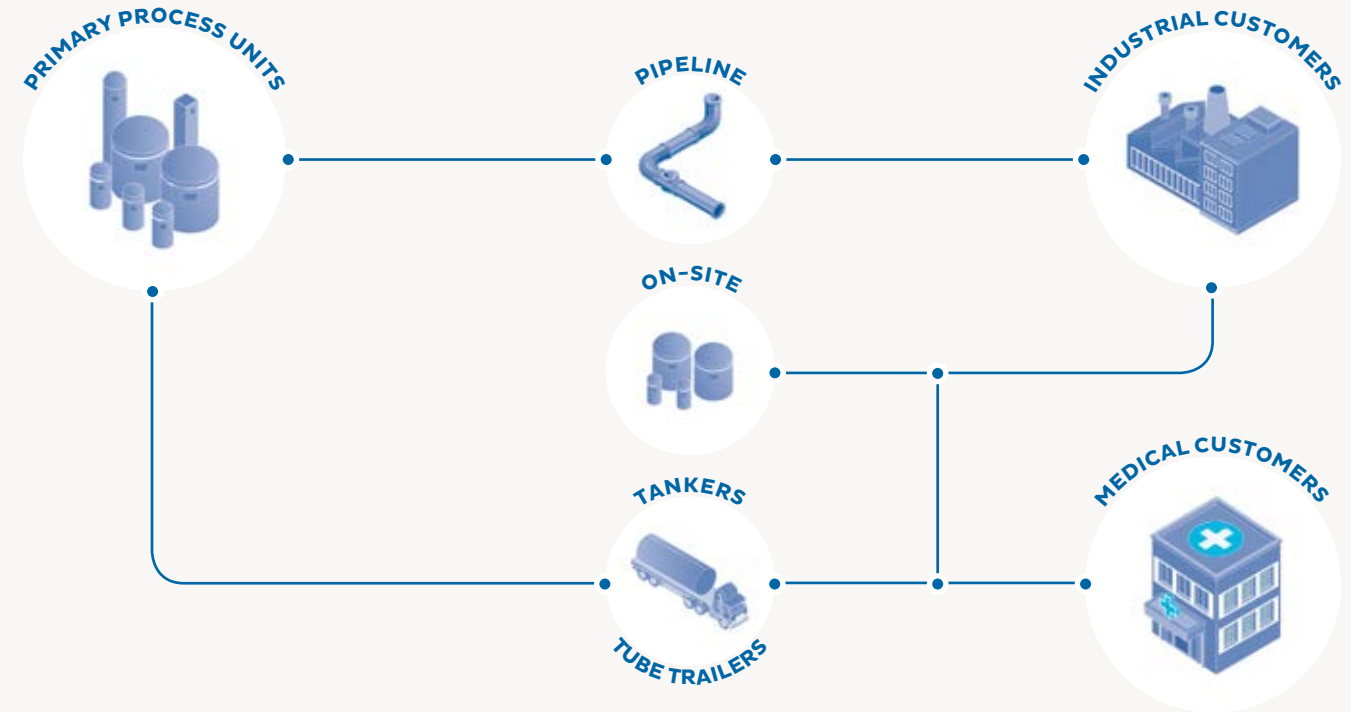 PRIMARY PROCESS UNITS
PIPELINE
INDUSTRIAL CUSTOMERS
ON-SITE
TANKERS
TUBE TRAILERS
MEDICAL CUSTOMERS